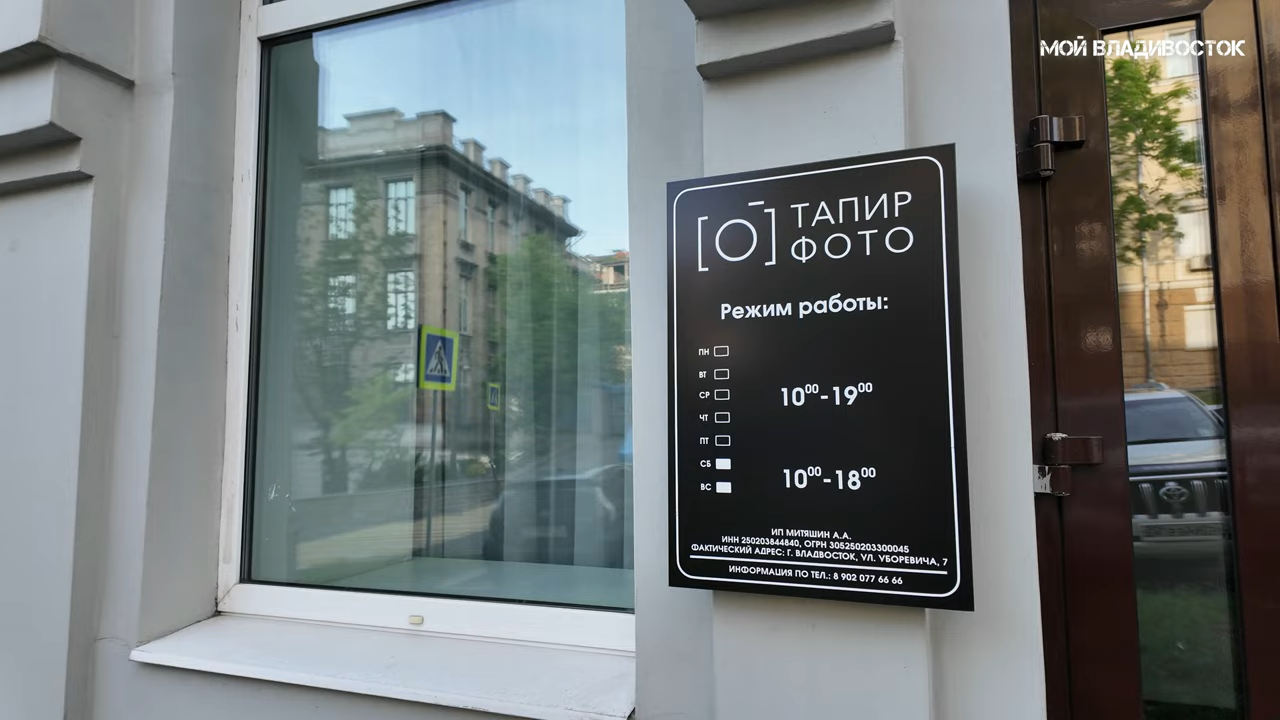 МОЙ ВЛАДИВОСТОК
ТАПИР
ФОТО
Режим работы:
ПН
ВТ
СР
ЧТ
ПТ
СБ
ВС
10⁰⁰-19⁰⁰
10⁰⁰-18⁰⁰
ИП МИТЯШИН А.А.
ИНН 250203844840, ОГРН 305250203300045
ФАКТИЧЕСКИЙ АДРЕС: Г. ВЛАДВОСТОК, УЛ. УБОРЕВИЧА, 7
ИНФОРМАЦИЯ ПО ТЕЛ.: 8 902 077 66 66